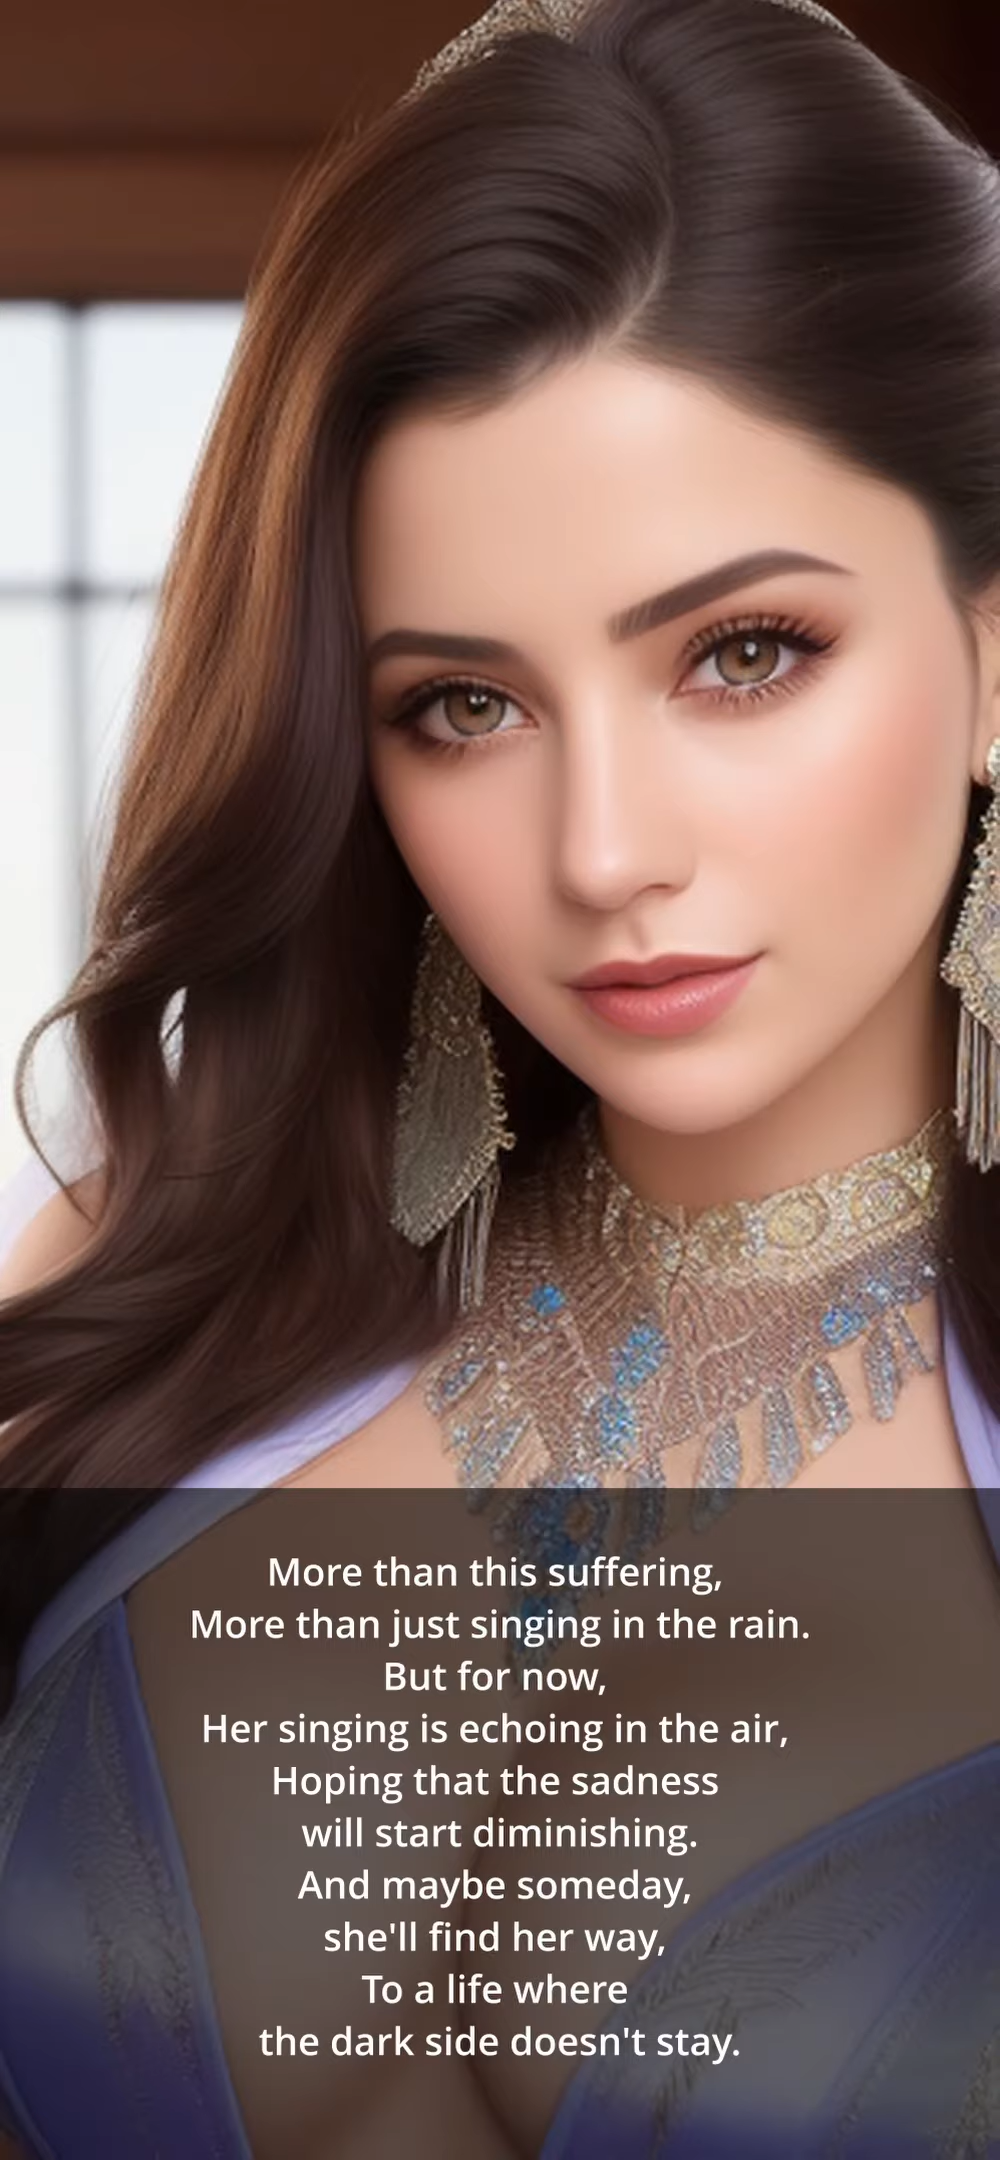 More than this suffering,
More than just singing in the rain.
But for now,
Her singing is echoing in the air,
Hoping that the sadness
will start diminishing.
And maybe someday,
she'll find her way,
To a life where
the dark side doesn't stay.